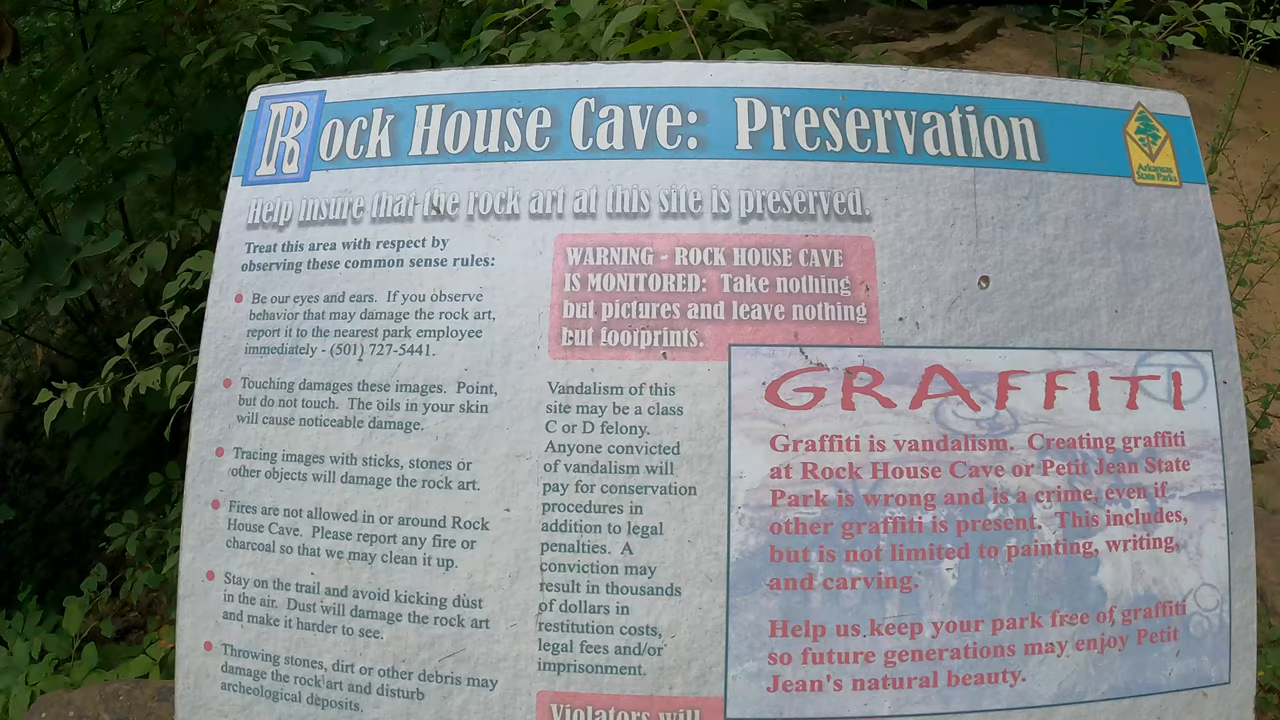 Rock House Cave: Preservation
Arkansas
State Parks
Help insure that the rock art at this site is preserved.
Treat this area with respect by
observing these common sense rules:
Be our eyes and ears. If you observe
behavior that may damage the rock art,
report it to the nearest park employee
immediately - (501) 727-5441.
Touching damages these images. Point,
but do not touch. The oils in your skin
will cause noticeable damage.
Tracing images with sticks, stones or
other objects will damage the rock art.
Fires are not allowed in or around Rock
House Cave. Please report any fire or
charcoal so that we may clean it up.
Stay on the trail and avoid kicking dust
in the air. Dust will damage the rock art
and make it harder to see.
Throwing stones, dirt or other debris may
damage the rock art and disturb
archeological deposits.
WARNING - ROCK HOUSE CAVE
IS MONITORED: Take nothing
but pictures and leave nothing
but footprints.
Vandalism of this
site may be a class
C or D felony.
Anyone convicted
of vandalism will
pay for conservation
procedures in
addition to legal
penalties. A
conviction may
result in thousands
of dollars in
restitution costs,
legal fees and/or
imprisonment.
Violators will
GRAFFITI
Graffiti is vandalism. Creating graffiti
at Rock House Cave or Petit Jean State
Park is wrong and is a crime, even if
other graffiti is present. This includes,
but is not limited to painting, writing,
and carving.
Help us keep your park free of graffiti
so future generations may enjoy Petit
Jean's natural beauty.